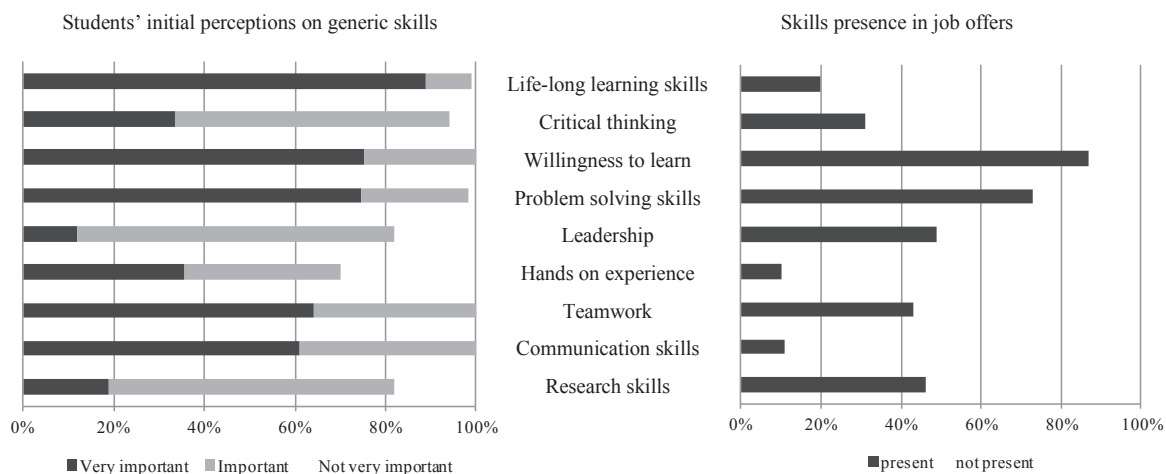 Students’ initial perceptions on generic skills
Skills presence in job offers
Life-long learning skills
Critical thinking
Willingness to learn
Problem solving skills
Leadership
Hands on experience
Teamwork
Communication skills
Research skills
0% 20% 40% 60% 80% 100%
0% 20% 40% 60% 80% 100%
Very important Important Not very important
present not present